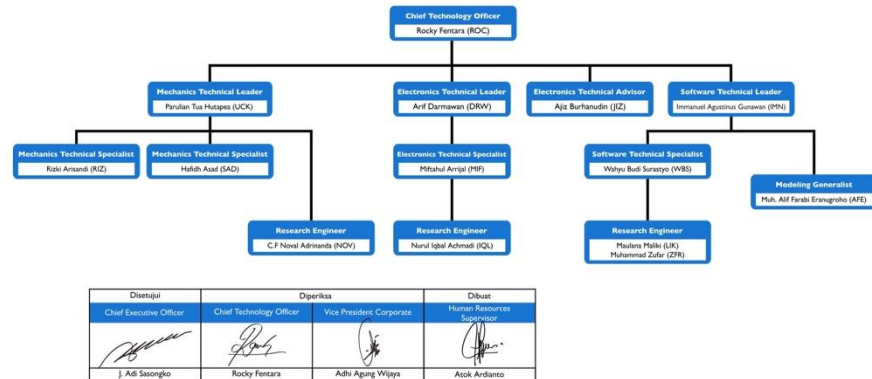 Chief Technology Officer
Rocky Fentara (ROC)
Mechanics Technical Leader
Parulian Tua Hutapea (UCK)
Electronics Technical Leader
Arif Darmawan (DRW)
Electronics Technical Advisor
Ajiz Burhanudin (JIZ)
Software Technical Leader
Immanuel Agustinus Gunawan (IMN)
Mechanics Technical Specialist
Rizki Arisandi (RIZ)
Mechanics Technical Specialist
Hafidh Asad (SAD)
Electronics Technical Specialist
Miftahul Arrijal (MIF)
Software Technical Specialist
Wahyu Budi Surastyo (WBS)
Modeling Generalist
Muh. Alif Farabi Eranugroho (AFE)
Research Engineer
C.F Noval Adrinanda (NOV)
Research Engineer
Nurul Iqbal Achmadi (IQL)
Research Engineer
Maulana Maliki (LIK)
Muhammad Zufar (ZFR)
Disetujui
Diperiksa
Dibuat
Chief Executive Officer
Chief Technology Officer
Vice President Corporate
Human Resources
Supervisor
J. Adi Sasongko
Rocky Fentara
Adhi Agung Wijaya
Atok Ardianto